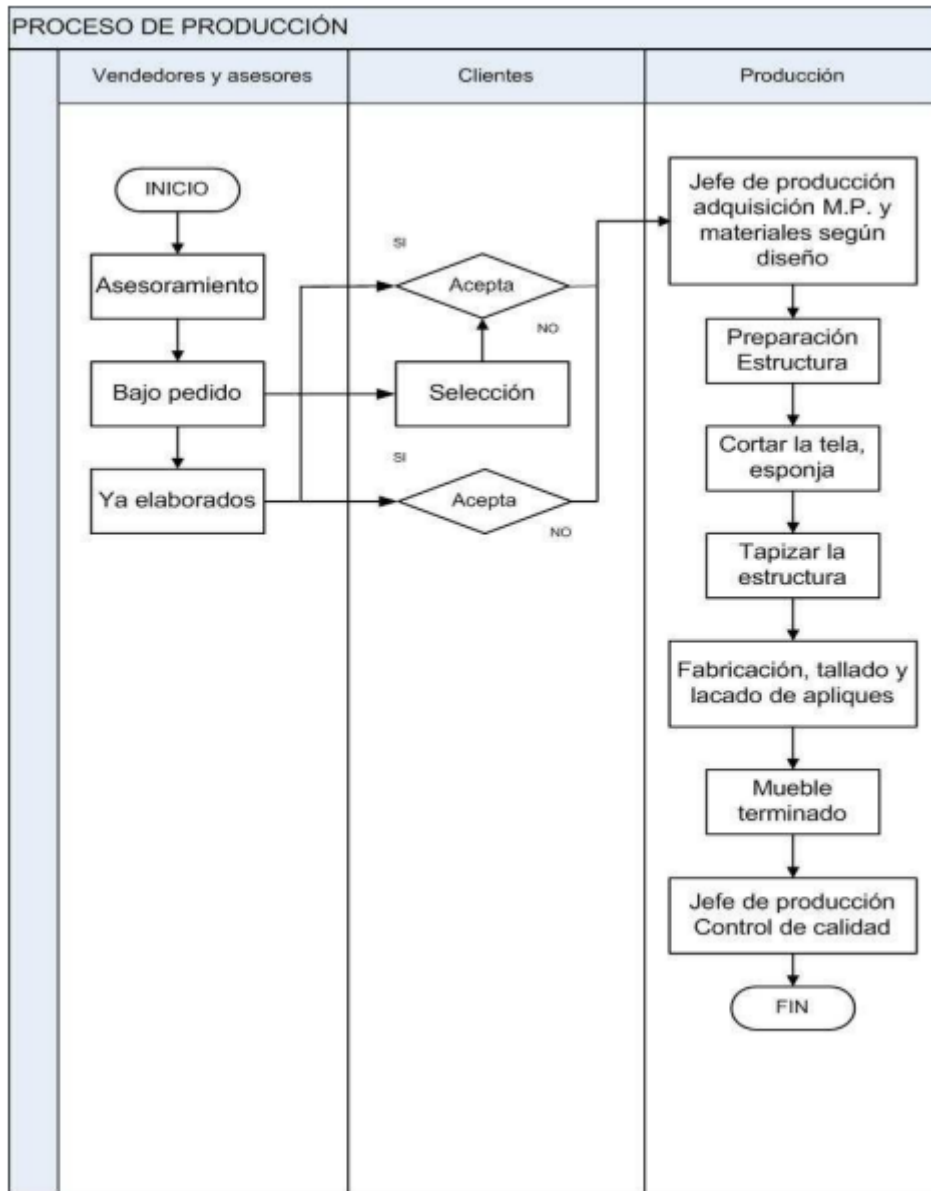 PROCESO DE PRODUCCIÓN
Vendedores y asesores
Clientes
Producción
INICIO
Asesoramiento
Bajo pedido
Ya elaborados
SI
Acepta
NO
Selección
SI
Acepta
NO
Jefe de producción
adquisición M.P. y
materiales según
diseño
Preparación
Estructura
Cortar la tela,
esponja
Tapizar la
estructura
Fabricación, tallado y
lacado de apliques
Mueble
terminado
Jefe de producción
Control de calidad
FIN